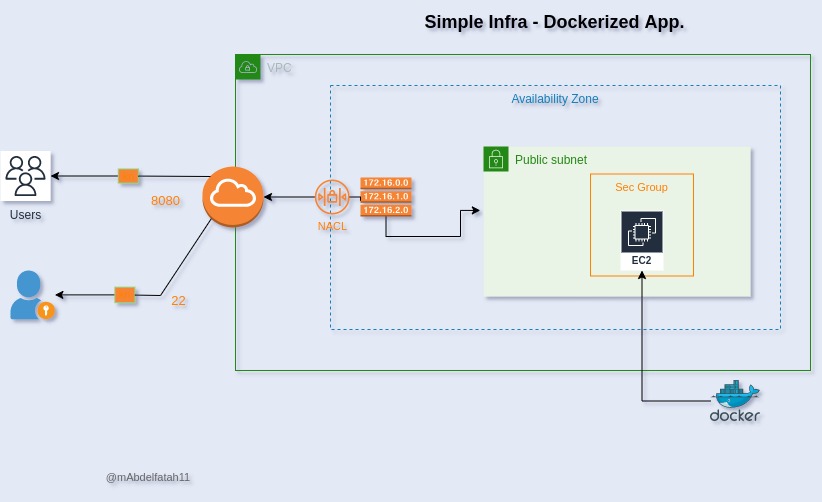 Simple Infra - Dockerized App.
VPC
Availability Zone
Public subnet
Sec Group
172.16.0.0
172.16.1.0
172.16.2.0
8080
Users
NACL
EC2
22
docker
@mAbdelfatah11